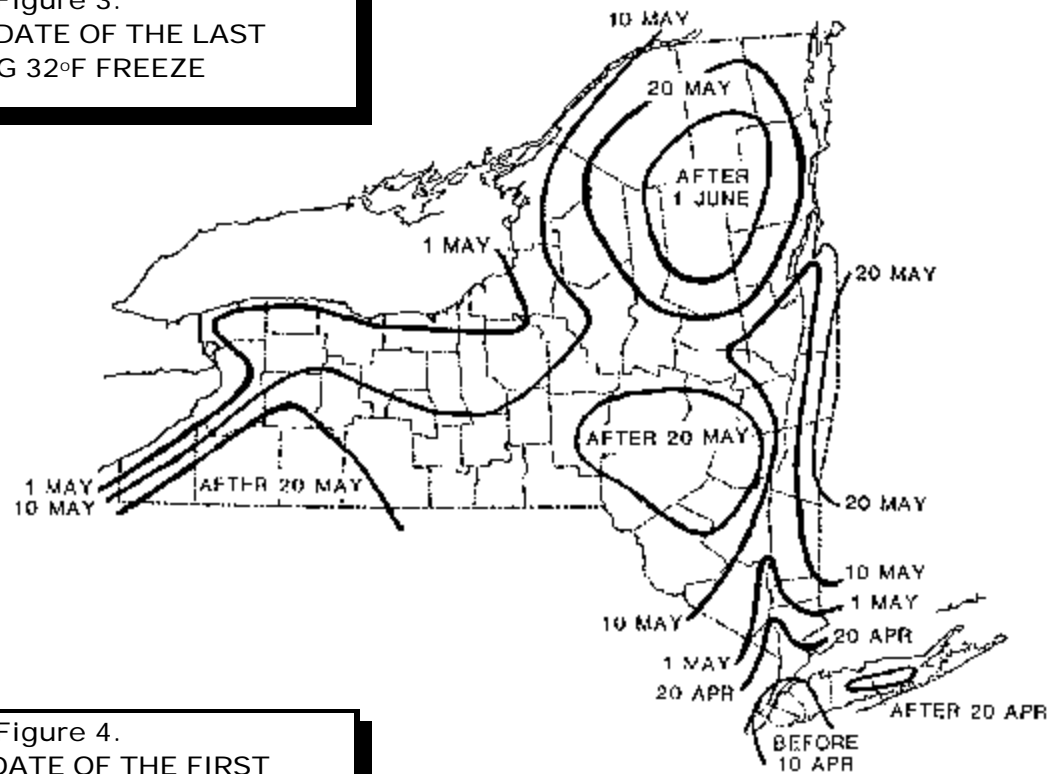 Figure 3.
DATE OF THE LAST
G 32°F FREEZE
10 MAY
20 MAY
AFTER
1 JUNE
1 MAY
20 MAY
AFTER 20 MAY
1 MAY
10 MAY
AFTER 20 MAY
20 MAY
10 MAY
1 MAY
10 MAY
20 APR
1 MAY
20 APR
AFTER 20 APR
BEFORE
10 APR
Figure 4.
DATE OF THE FIRST